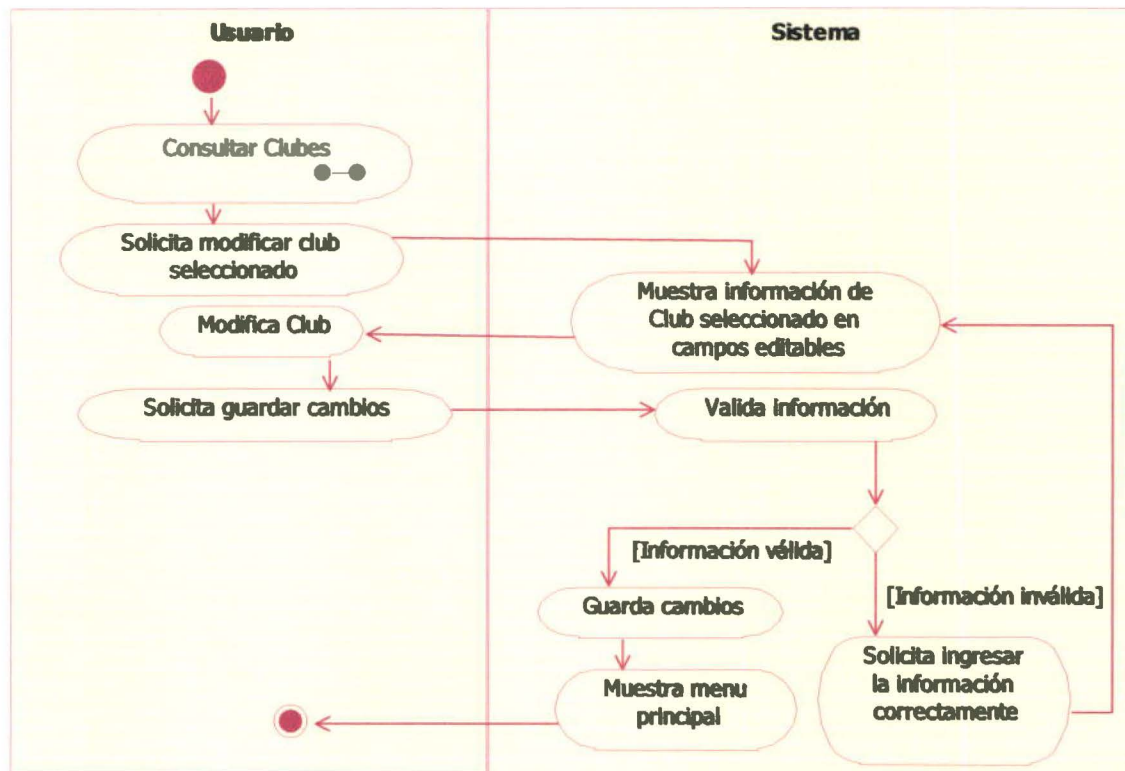 Usuario
Sistema
Consultar Clubes
Solicita modificar club
seleccionado
Muestra información de
Club seleccionado en
campos editables
Modifica Club
Solicita guardar cambios
Valida información
[Información válida]
[Información inválida]
Guarda cambios
Solicita ingresar
la información
correctamente
Muestra menu
principal